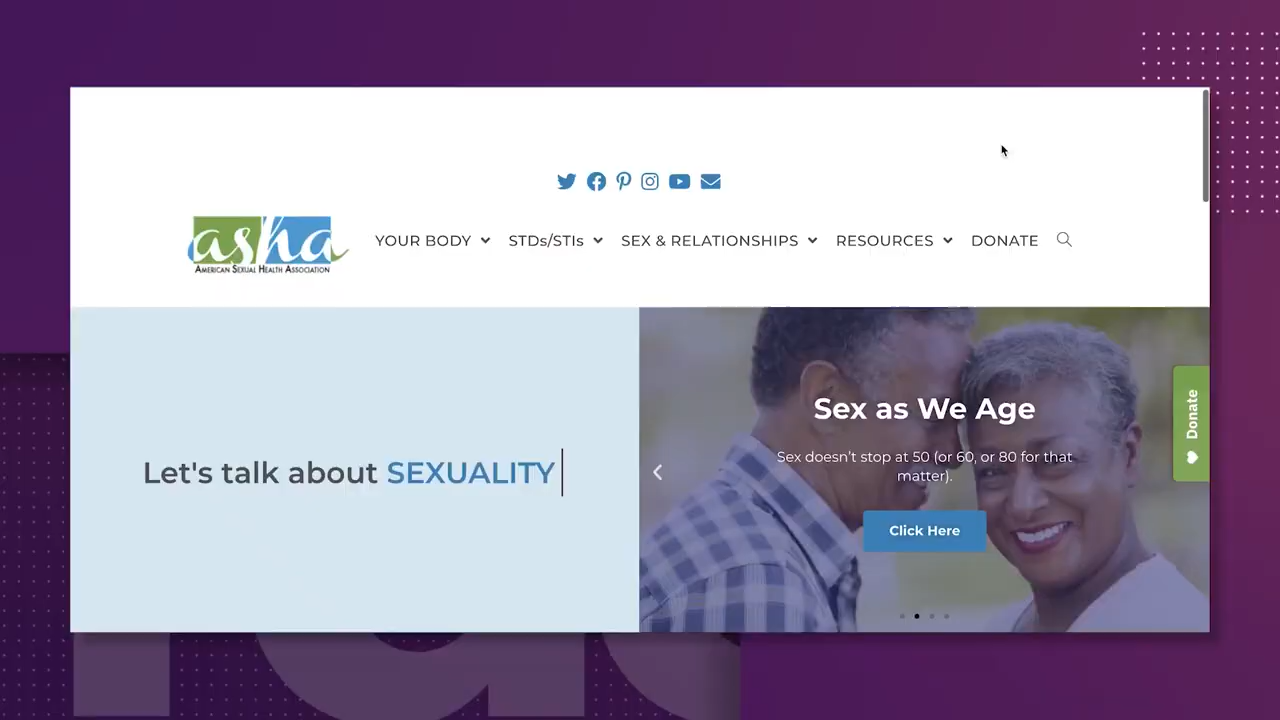 asha
AMERICAN SEXUAL HEALTH ASSOCIATION
YOUR BODY
STDs/STIs
SEX & RELATIONSHIPS
RESOURCES
DONATE
Let's talk about SEXUALITY
Sex as We Age
Sex doesn't stop at 50 (or 60, or 80 for that
matter).
Click Here
Donate